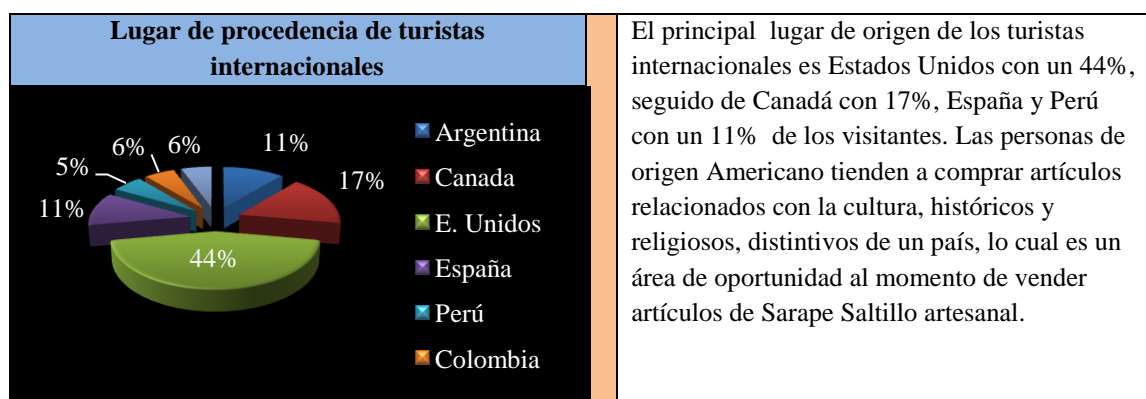 Lugar de procedencia de turistas
internacionales
11%
17%
44%
11%
5%
6%
6%
Argentina
Canada
E. Unidos
España
Perú
Colombia
El principal lugar de origen de los turistas
internacionales es Estados Unidos con un 44%,
seguido de Canadá con 17%, España y Perú
con un 11% de los visitantes. Las personas de
origen Americano tienden a comprar artículos
relacionados con la cultura, históricos y
religiosos, distintivos de un país, lo cual es un
área de oportunidad al momento de vender
artículos de Sarape Saltillo artesanal.